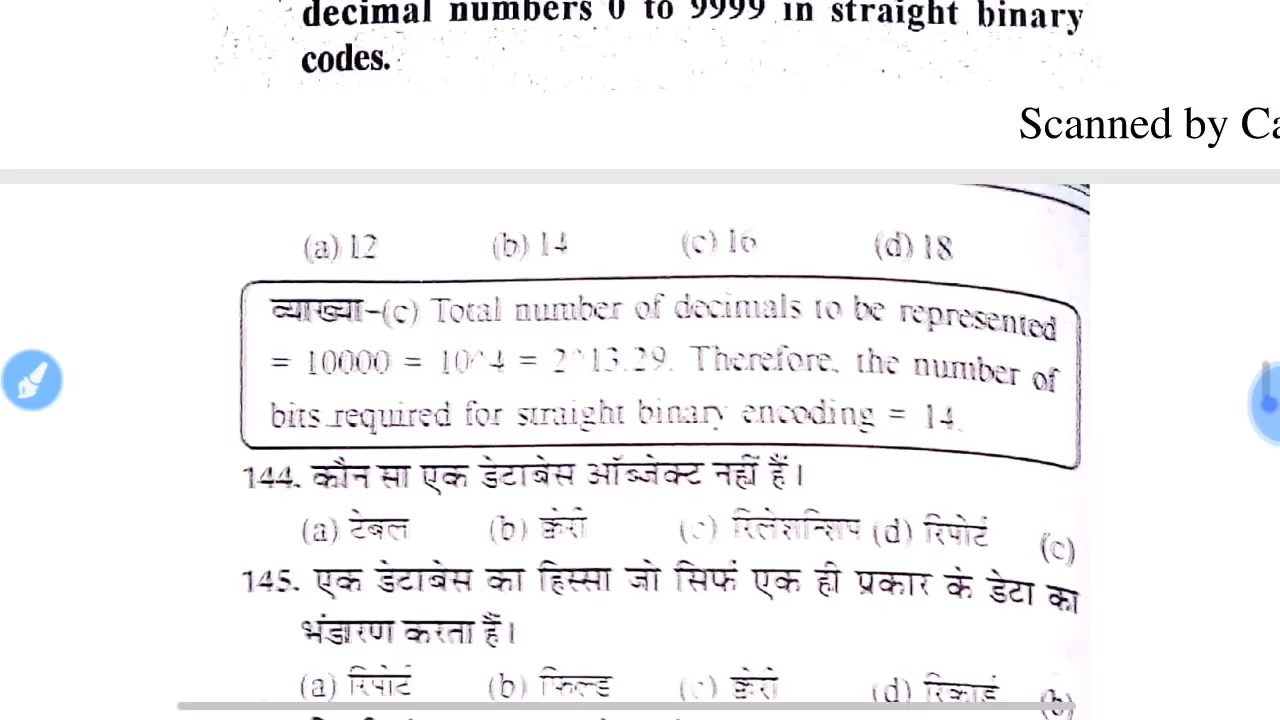 decimal numbers 0 to 9999 in straight binary
codes.
Scanned by Ca
(a) 12 (b) 14 (c) 16 (d) 18
व्याख्या–(c) Total number of decimals to be represented
= 10000 = 10^4 = 2^13.29. Therefore, the number of
bits required for straight binary encoding = 14.
144. कौन सा एक डेटाबेस ऑब्जेक्ट नहीं हैं।
(a) टेबल (b) क्वेरी (c) रिलेशन्शिप (d) रिपोर्ट (c)
145. एक डेटाबेस का हिस्सा जो सिर्फ एक ही प्रकार के डेटा का
भंडारण करता हैं।
(a) रिपोर्ट (b) फिल्ड (c) क्वेरी (d) रिकार्ड (b)